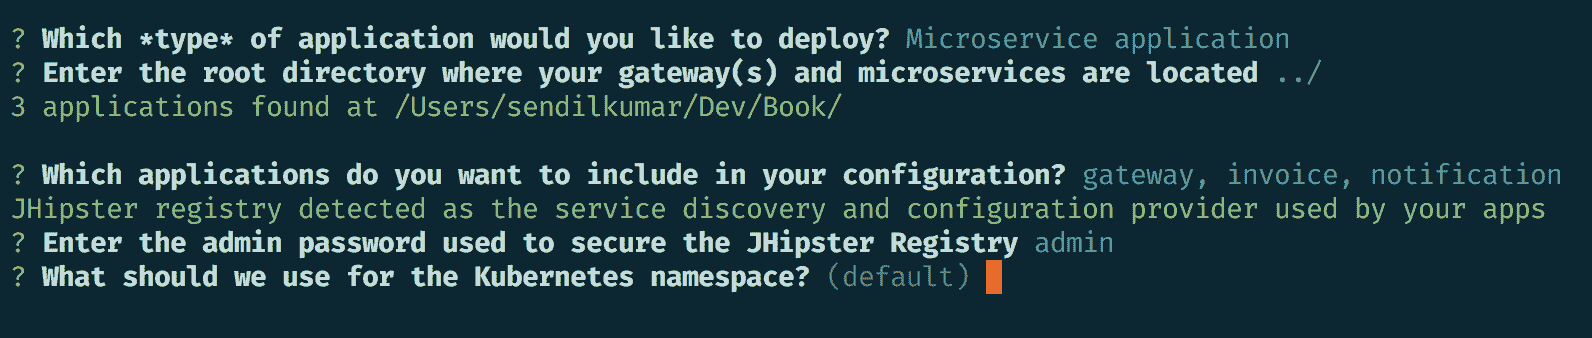 ? Which *type* of application would you like to deploy? Microservice application
? Enter the root directory where your gateway(s) and microservices are located ../
3 applications found at /Users/sendilkumar/Dev/Book/
? Which applications do you want to include in your configuration? gateway, invoice, notification
JHipster registry detected as the service discovery and configuration provider used by your apps
? Enter the admin password used to secure the JHipster Registry admin
? What should we use for the Kubernetes namespace? (default)